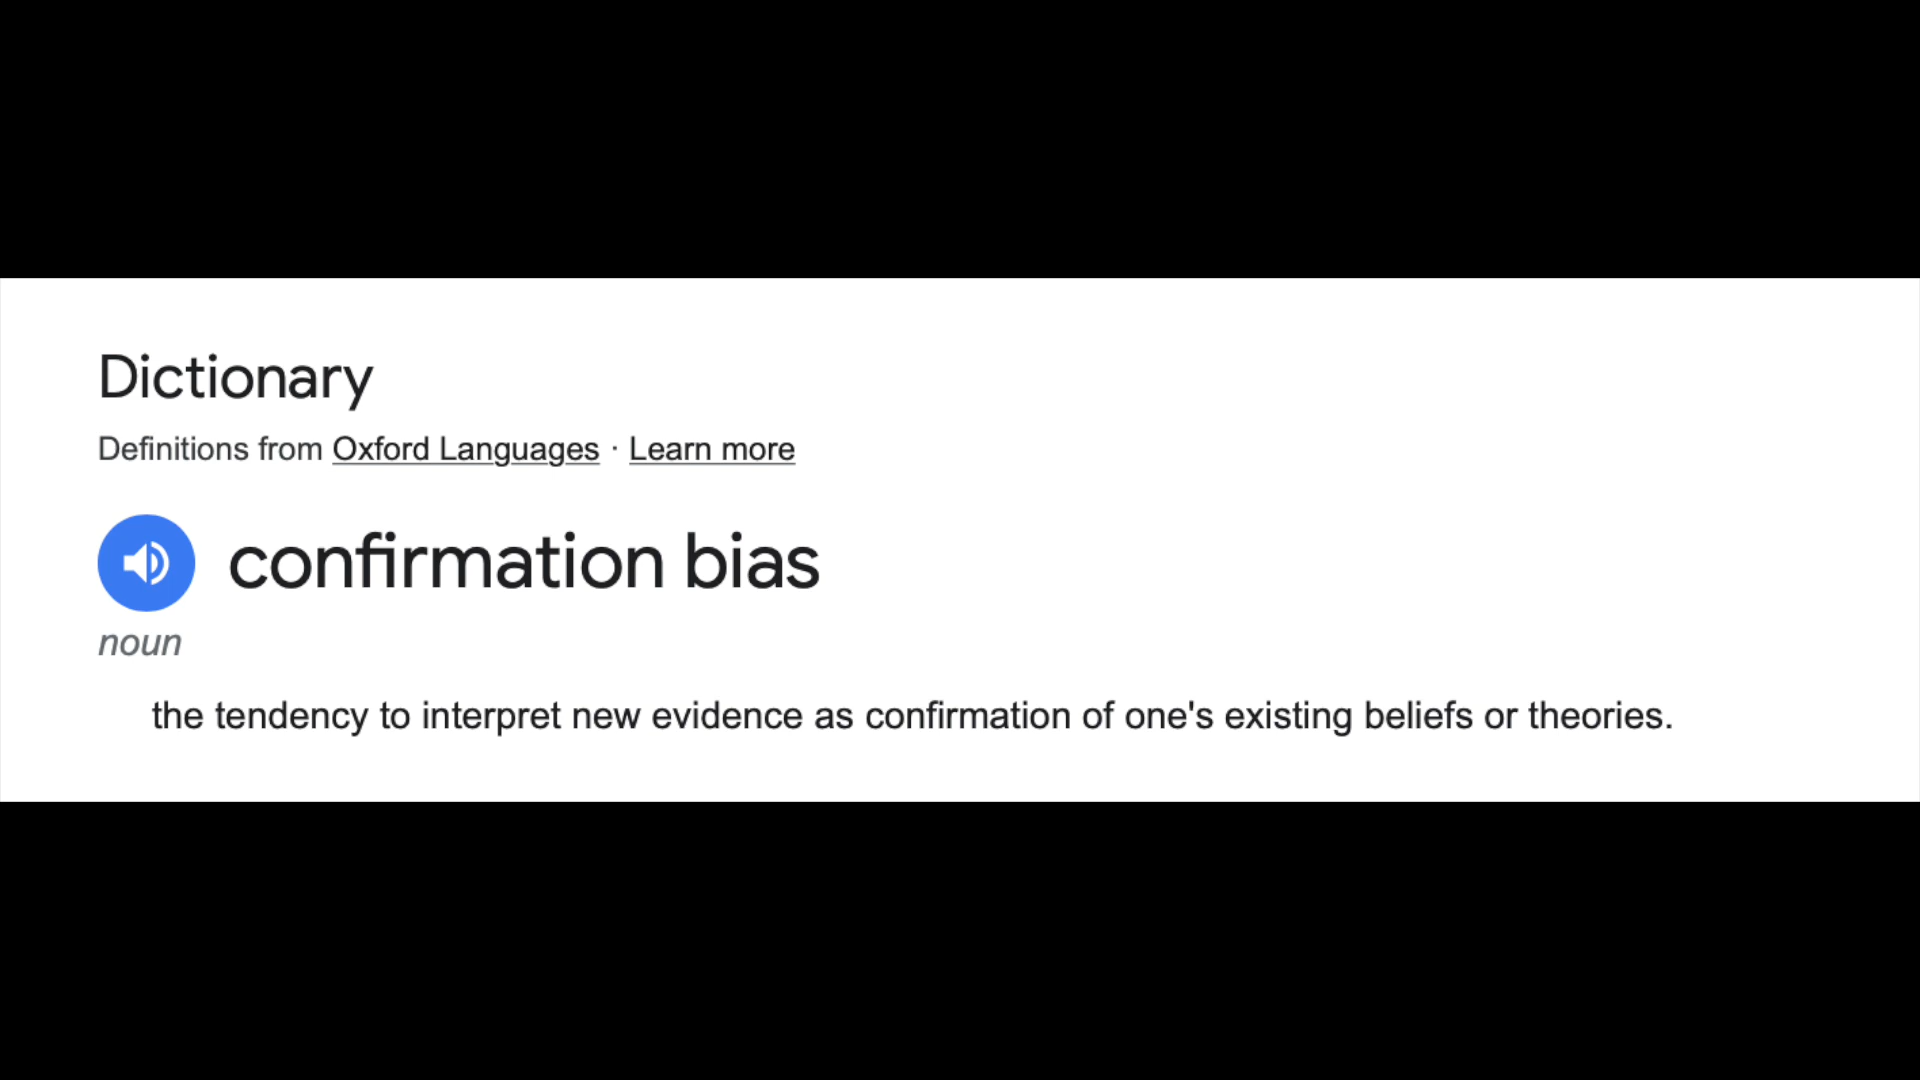 Dictionary
Definitions from Oxford Languages · Learn more
confirmation bias
noun
the tendency to interpret new evidence as confirmation of one's existing beliefs or theories.